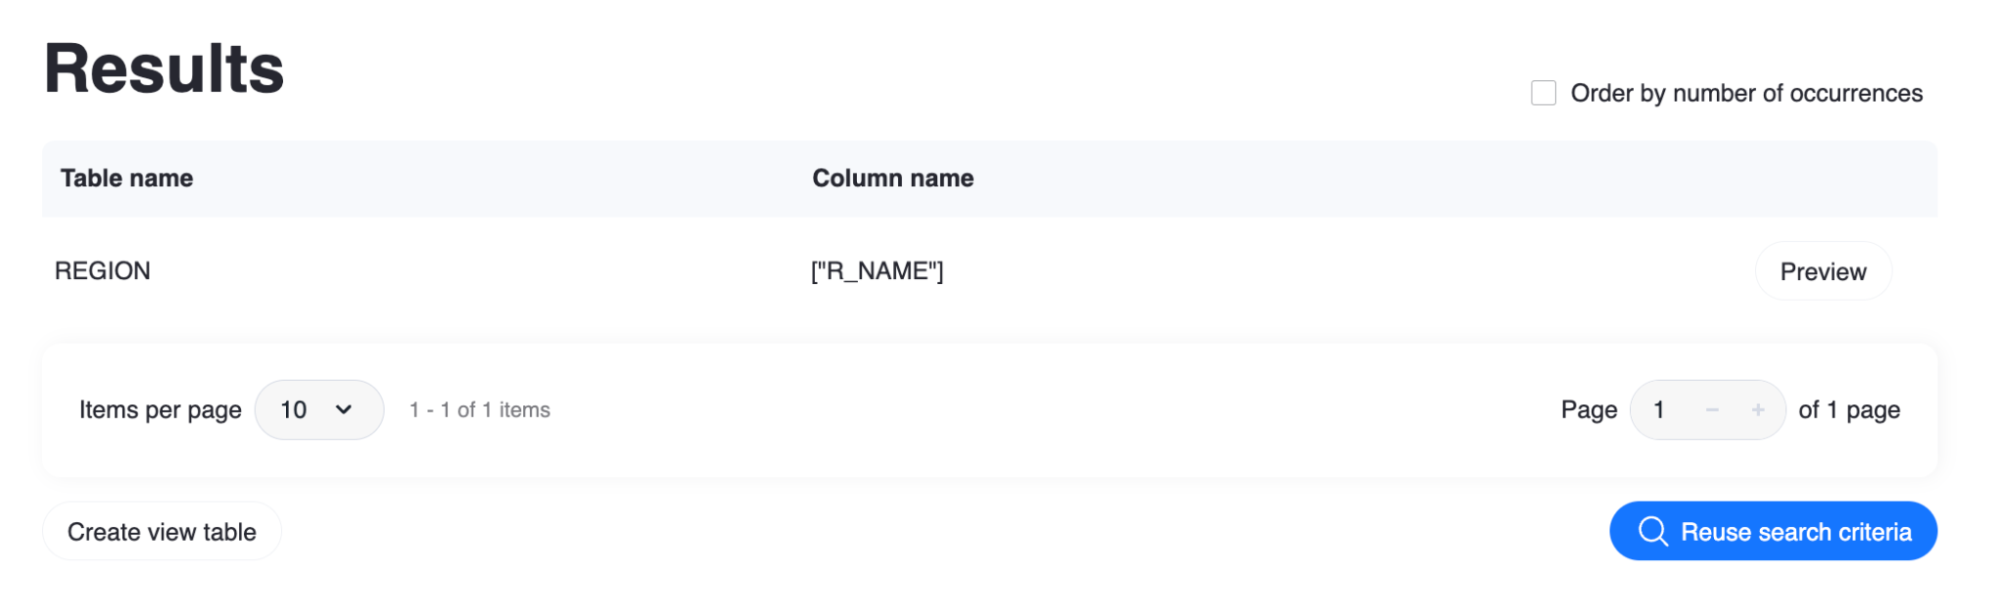 Results
Order by number of occurrences
Table name Column name
REGION ["R_NAME"] Preview
Items per page 10 1 - 1 of 1 items Page 1 − + of 1 page
Create view table Reuse search criteria